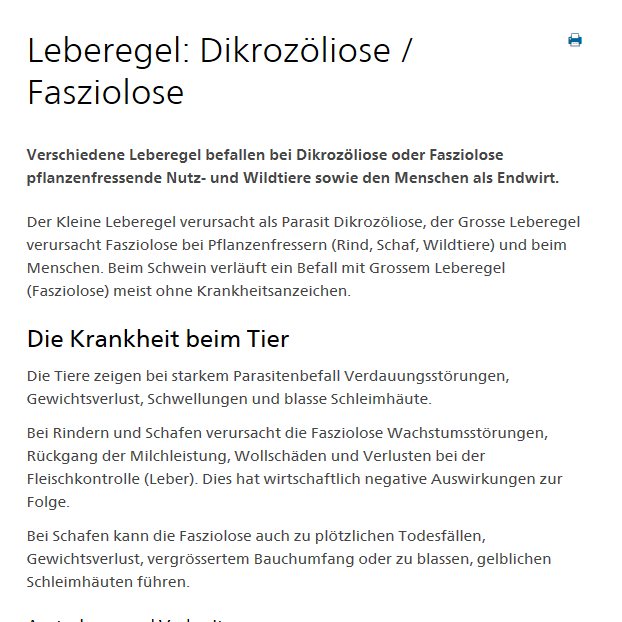 Leberegel: Dikrozöliose /
Fasziolose
Verschiedene Leberegel befallen bei Dikrozöliose oder Fasziolose
pflanzenfressende Nutz- und Wildtiere sowie den Menschen als Endwirt.
Der Kleine Leberegel verursacht als Parasit Dikrozöliose, der Grosse Leberegel
verursacht Fasziolose bei Pflanzenfressern (Rind, Schaf, Wildtiere) und beim
Menschen. Beim Schwein verläuft ein Befall mit Grossem Leberegel
(Fasziolose) meist ohne Krankheitsanzeichen.
Die Krankheit beim Tier
Die Tiere zeigen bei starkem Parasitenbefall Verdauungsstörungen,
Gewichtsverlust, Schwellungen und blasse Schleimhäute.
Bei Rindern und Schafen verursacht die Fasziolose Wachstumsstörungen,
Rückgang der Milchleistung, Wollschäden und Verlusten bei der
Fleischkontrolle (Leber). Dies hat wirtschaftlich negative Auswirkungen zur
Folge.
Bei Schafen kann die Fasziolose auch zu plötzlichen Todesfällen,
Gewichtsverlust, vergrössertem Bauchumfang oder zu blassen, gelblichen
Schleimhäuten führen.